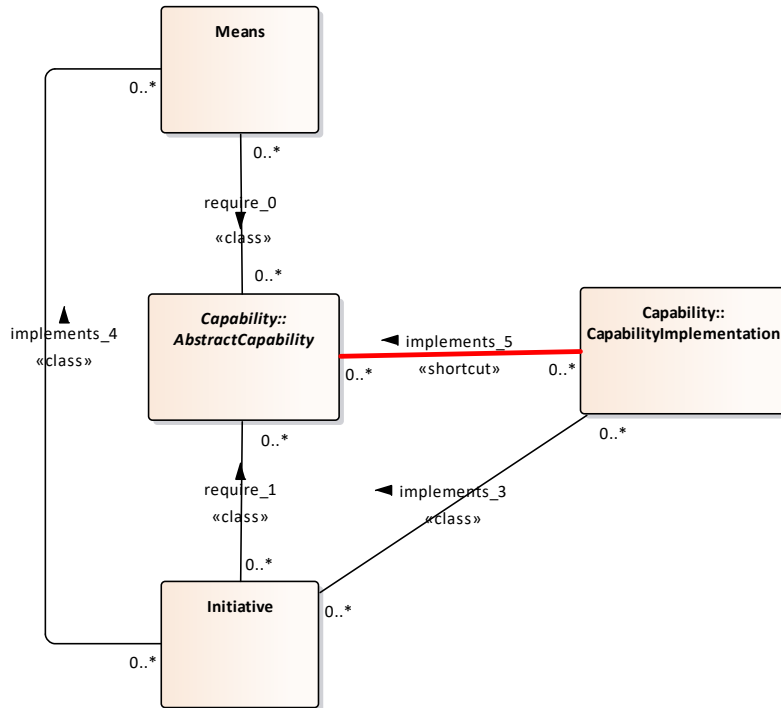 Means
0..*
0..*
require_0
«class»
0..*
Capability::
AbstractCapability
Capability::
CapabilityImplementation
implements_4
«class»
implements_5
0..*
0..*
«shortcut»
0..*
0..*
require_1
«class»
implements_3
«class»
0..*
Initiative
0..*
0..*